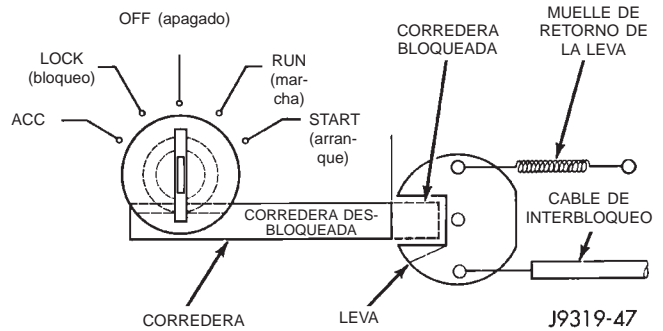 OFF (apagado)
LOCK
(bloqueo)
RUN
(mar-
cha)
ACC
START
(arran-
que)
CORREDERA
BLOQUEADA
MUELLE DE
RETORNO DE
LA LEVA
CORREDERA DES-
BLOQUEADA
CABLE DE
INTERBLOQUEO
CORREDERA
LEVA
J9319-47